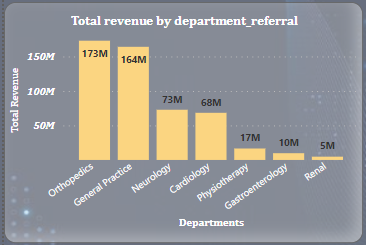 Total revenue by department_referral
Total Revenue
150M
100M
50M
173M
164M
73M
68M
17M
10M
5M
Orthopedics
General Practice
Neurology
Cardiology
Physiotherapy
Gastroenterology
Renal
Departments